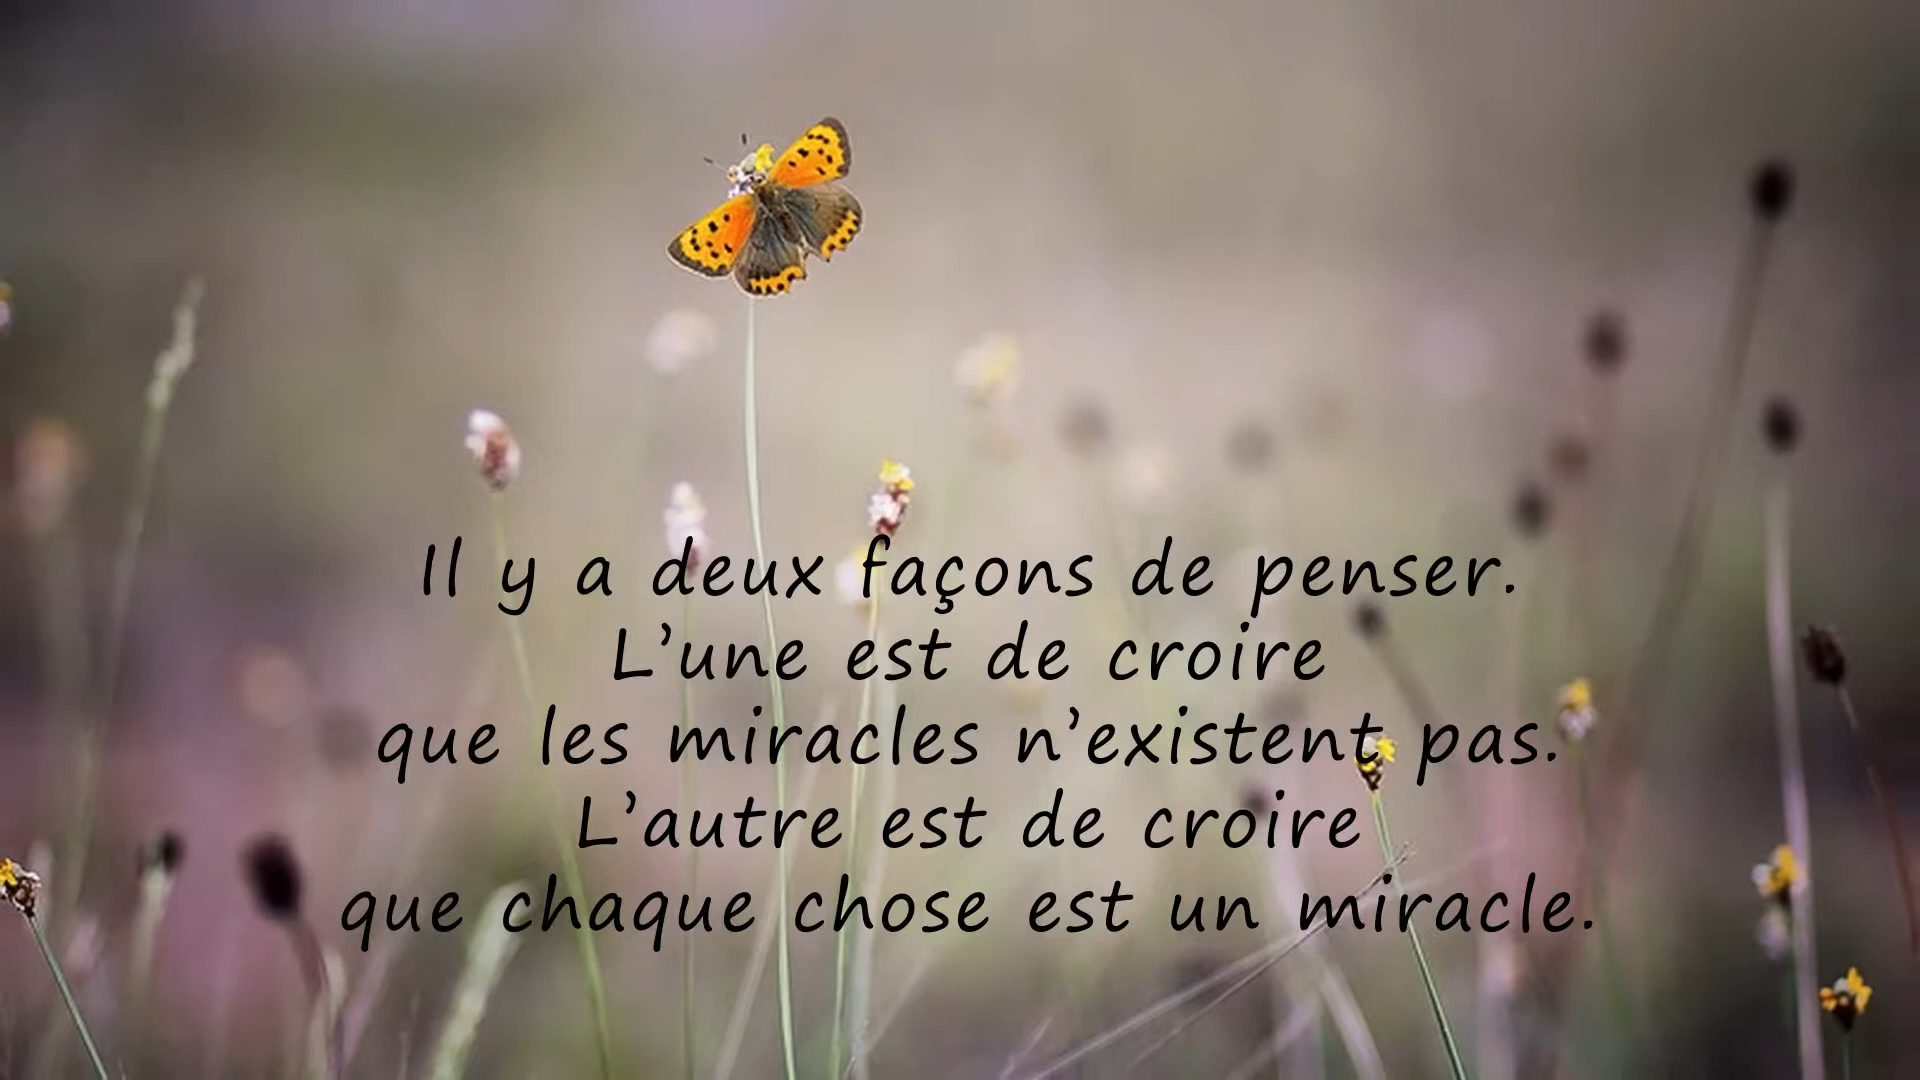 Il y a deux façons de penser.
L’une est de croire
que les miracles n’existent pas.
L’autre est de croire
que chaque chose est un miracle.